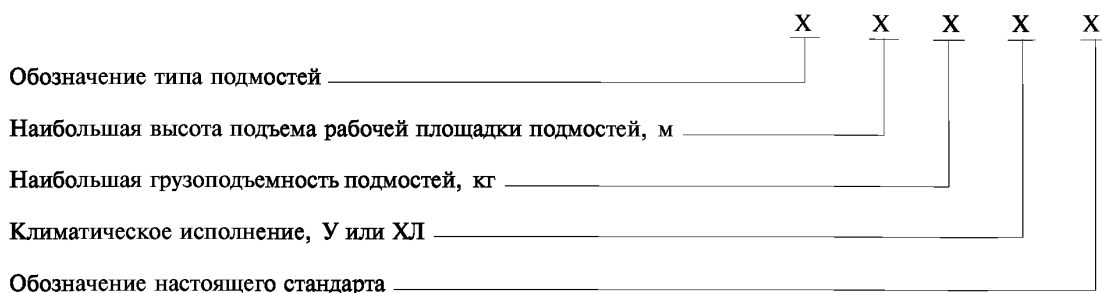 X X X X X
Обозначение типа подмостей
Наибольшая высота подъема рабочей площадки подмостей, м
Наибольшая грузоподъемность подмостей, кг
Климатическое исполнение, У или ХЛ
Обозначение настоящего стандарта